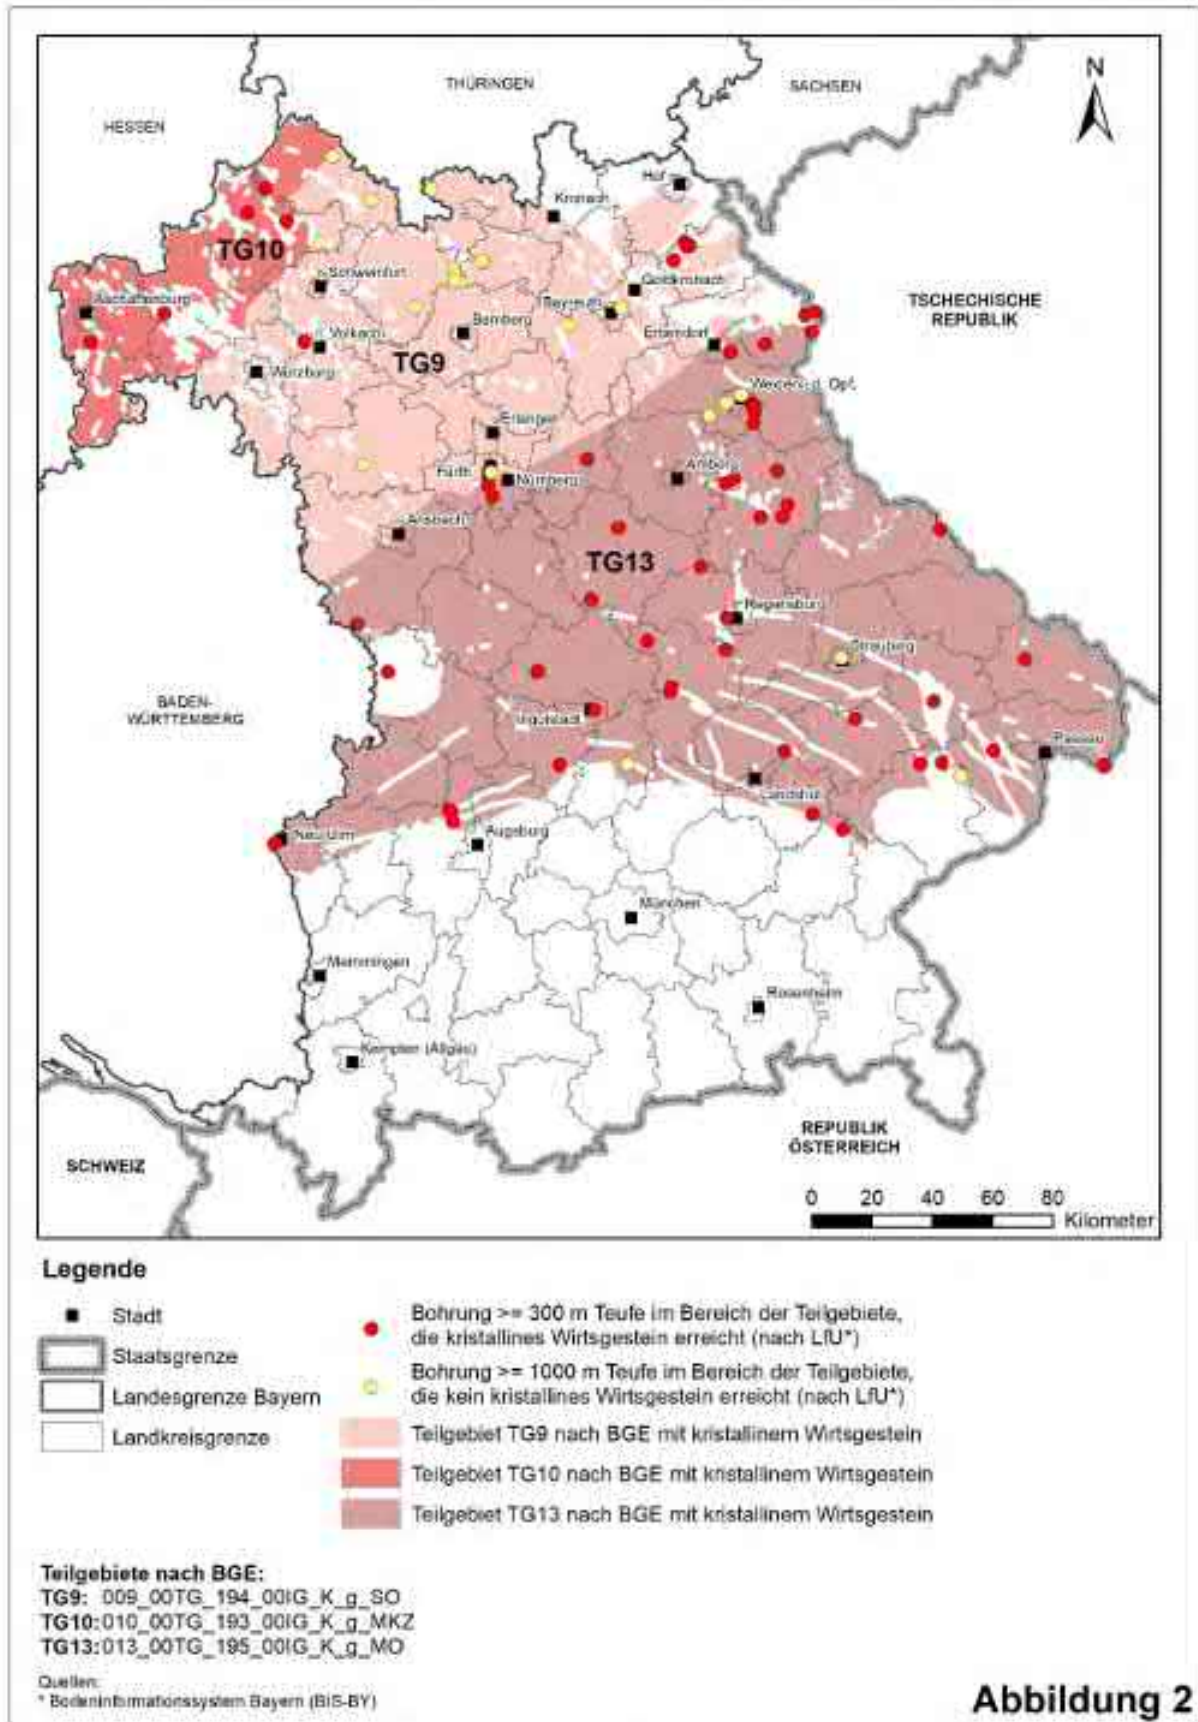 THÜRINGEN
SACHSEN
HESSEN
N
Hof
Kronach
TG10
Schweinfurt
Goldkronach
Aschaffenburg
Bayreuth
TSCHECHISCHE
REPUBLIK
Volkach
Bamberg
Erbendorf
TG9
Würzburg
Weiden i.d. Opf.
Erlangen
Fürth
Nürnberg
Amberg
Ansbach
TG13
Regensburg
Straubing
BADEN-
WÜRTTEMBERG
Ingolstadt
Passau
Landshut
Neu-Ulm
Augsburg
München
Memmingen
Rosenheim
Kempten (Allgäu)
REPUBLIK
ÖSTERREICH
SCHWEIZ
0 20 40 60 80
Kilometer
Legende
Stadt
Staatsgrenze
Landesgrenze Bayern
Landkreisgrenze
Bohrung >= 300 m Teufe im Bereich der Teilgebiete,
die kristallines Wirtsgestein erreicht (nach LfU*)
Bohrung >= 1000 m Teufe im Bereich der Teilgebiete,
die kein kristallines Wirtsgestein erreicht (nach LfU*)
Teilgebiet TG9 nach BGE mit kristallinem Wirtsgestein
Teilgebiet TG10 nach BGE mit kristallinem Wirtsgestein
Teilgebiet TG13 nach BGE mit kristallinem Wirtsgestein
Teilgebiete nach BGE:
TG9: 009_00TG_194_00IG_K_g_SO
TG10: 010_00TG_193_00IG_K_g_MKZ
TG13: 013_00TG_195_00IG_K_g_MO
Quellen:
* Bodeninformationssystem Bayern (BIS-BY)
Abbildung 2